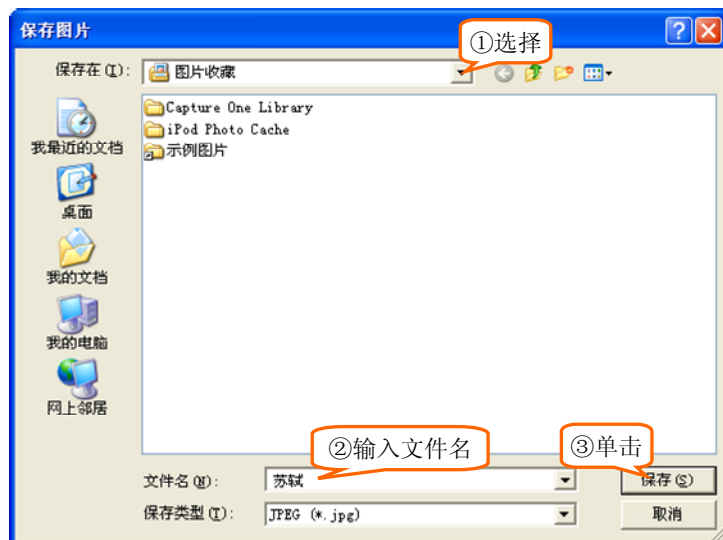 保存图片
①选择
保存在(I):
图片收藏
Capture One Library
iPod Photo Cache
示例图片
我最近的文档
桌面
我的文档
我的电脑
网上邻居
②输入文件名
③单击
文件名(N):
苏轼
保存(S)
保存类型(T):
JPEG (*.jpg)
取消